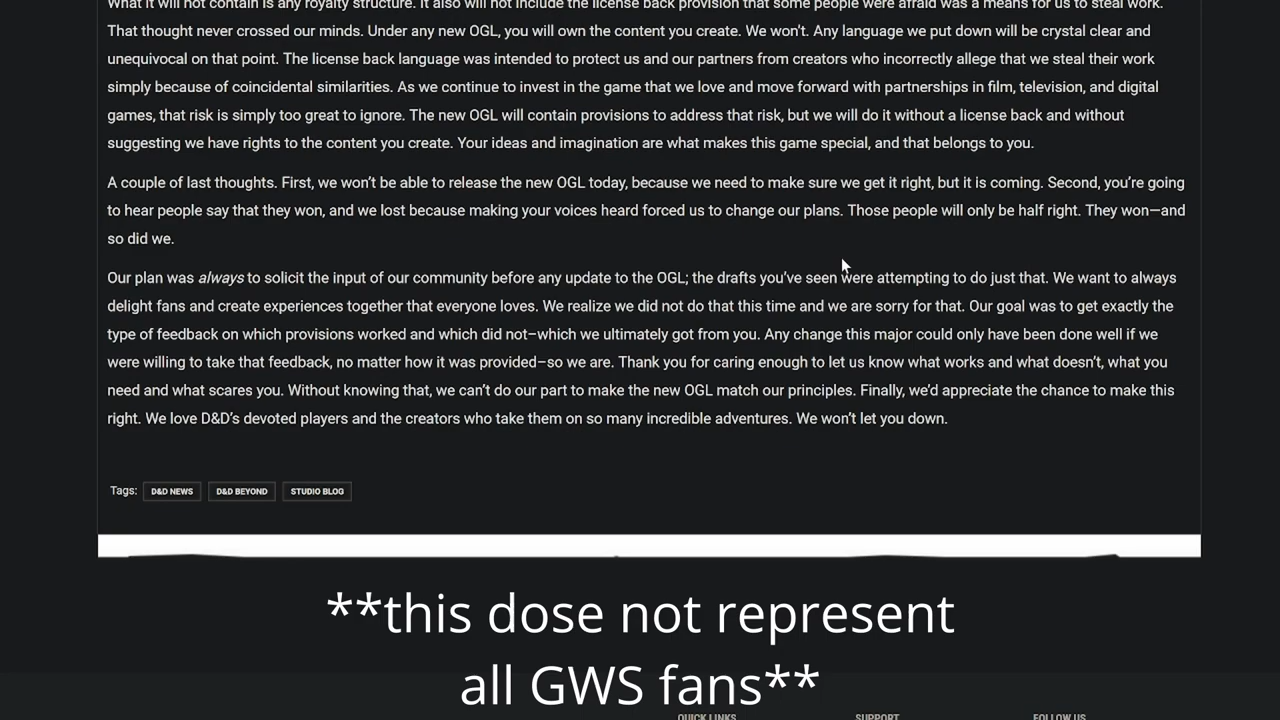 What it will not contain is any royalty structure. It also will not include the license back provision that some people were afraid was a means for us to steal work.
That thought never crossed our minds. Under any new OGL, you will own the content you create. We won’t. Any language we put down will be crystal clear and
unequivocal on that point. The license back language was intended to protect us and our partners from creators who incorrectly allege that we steal their work
simply because of coincidental similarities. As we continue to invest in the game that we love and move forward with partnerships in film, television, and digital
games, that risk is simply too great to ignore. The new OGL will contain provisions to address that risk, but we will do it without a license back and without
suggesting we have rights to the content you create. Your ideas and imagination are what makes this game special, and that belongs to you.
A couple of last thoughts. First, we won’t be able to release the new OGL today, because we need to make sure we get it right, but it is coming. Second, you’re going
to hear people say that they won, and we lost because making your voices heard forced us to change our plans. Those people will only be half right. They won—and
so did we.
Our plan was always to solicit the input of our community before any update to the OGL; the drafts you’ve seen were attempting to do just that. We want to always
delight fans and create experiences together that everyone loves. We realize we did not do that this time and we are sorry for that. Our goal was to get exactly the
type of feedback on which provisions worked and which did not–which we ultimately got from you. Any change this major could only have been done well if we
were willing to take that feedback, no matter how it was provided–so we are. Thank you for caring enough to let us know what works and what doesn’t, what you
need and what scares you. Without knowing that, we can’t do our part to make the new OGL match our principles. Finally, we’d appreciate the chance to make this
right. We love D&D’s devoted players and the creators who take them on so many incredible adventures. We won’t let you down.
Tags: D&D NEWS D&D BEYOND STUDIO BLOG
**this dose not represent
all GWS fans**
QUICK LINKS SUPPORT FOLLOW US